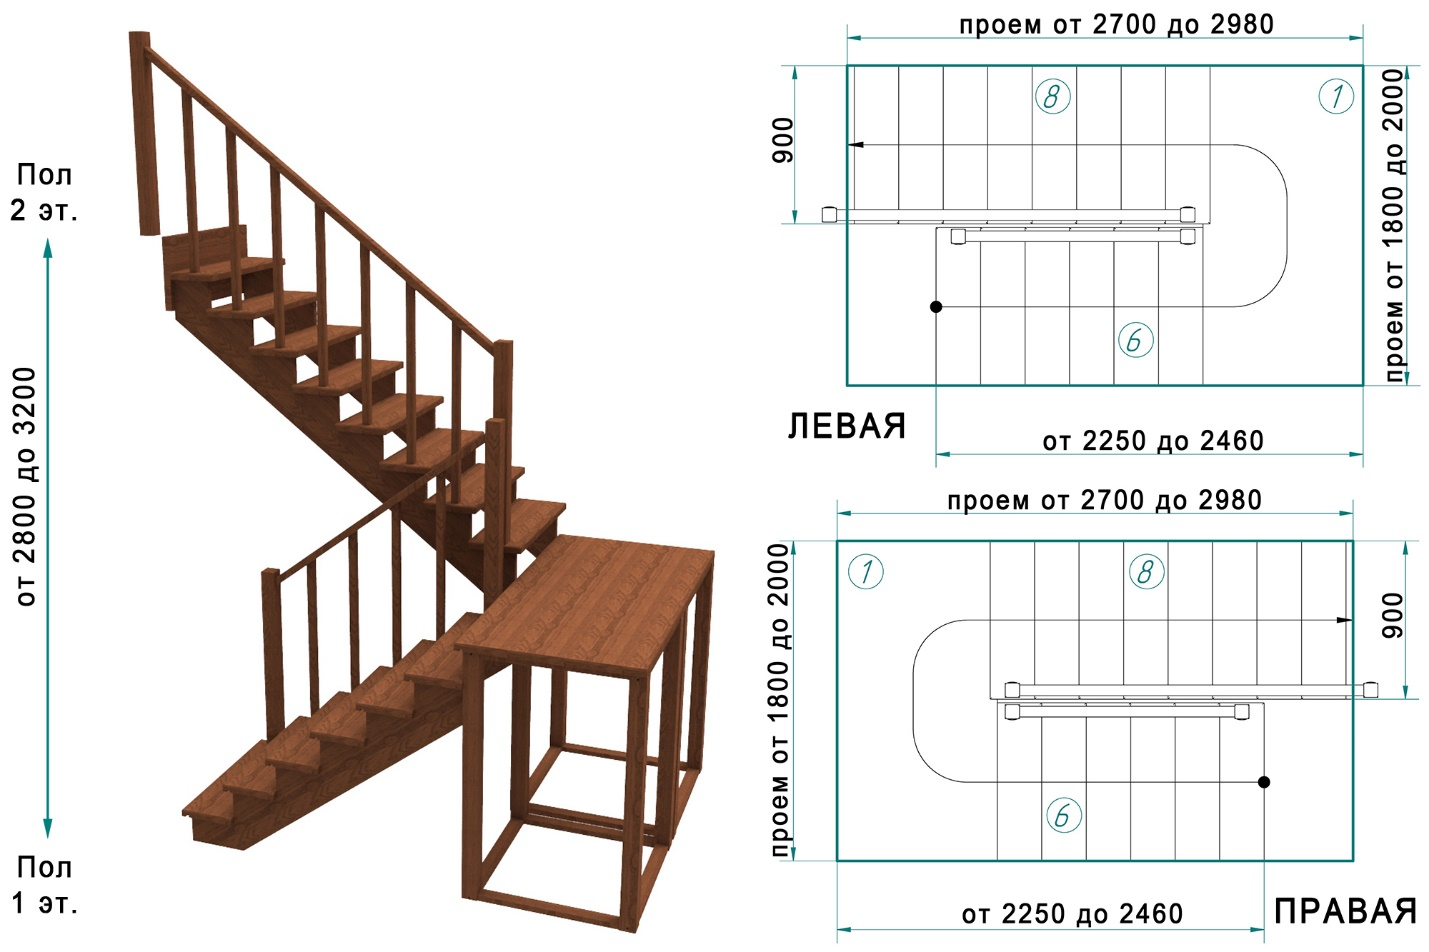 Пол
2 эт.
от 2800 до 3200
Пол
1 эт.
проем от 2700 до 2980
8
1
900
проем от 1800 до 2000
6
ЛЕВАЯ
от 2250 до 2460
проем от 2700 до 2980
1
8
проем от 1800 до 2000
900
6
от 2250 до 2460
ПРАВАЯ